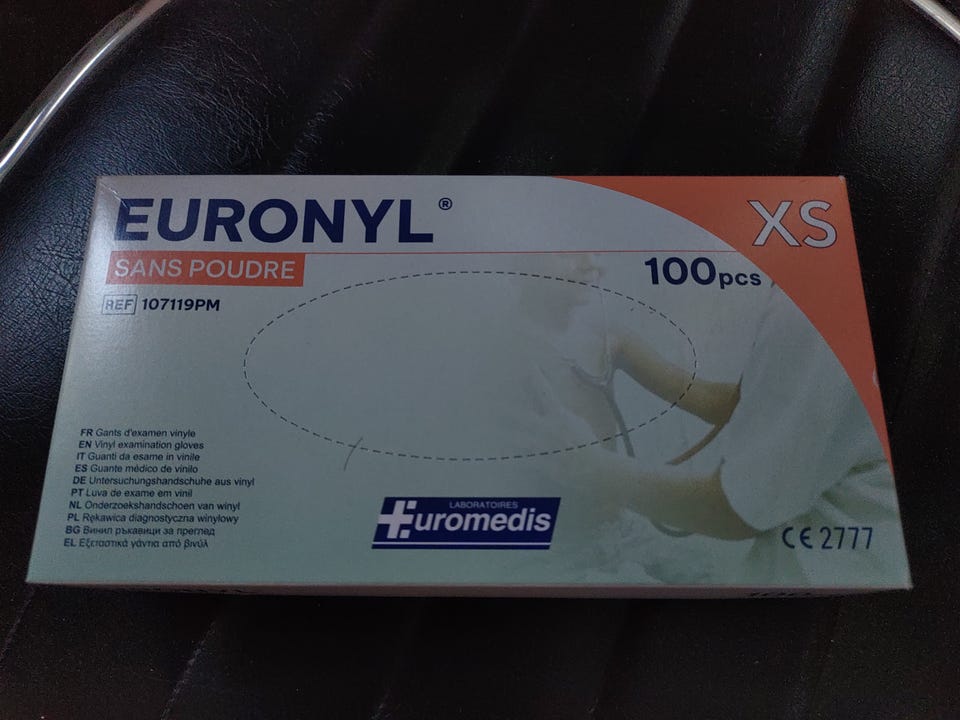 EURONYL®
XS
SANS POUDRE
100pcs
REF 107119PM
FR Gants d'examen vinyle
EN Vinyl examination gloves
IT Guanti da esame in vinile
ES Guante médico de vinilo
DE Untersuchungshandschuhe aus vinyl
PT Luva de exame em vinil
NL Onderzoekshandschoen van winyl
PL Rękawica diagnostyczna winylowy
BG Винил ръкавици за преглед
EL Εξεταστικά γάντια από βινύλ
LABORATOIRES
Euromedis
CE 2777